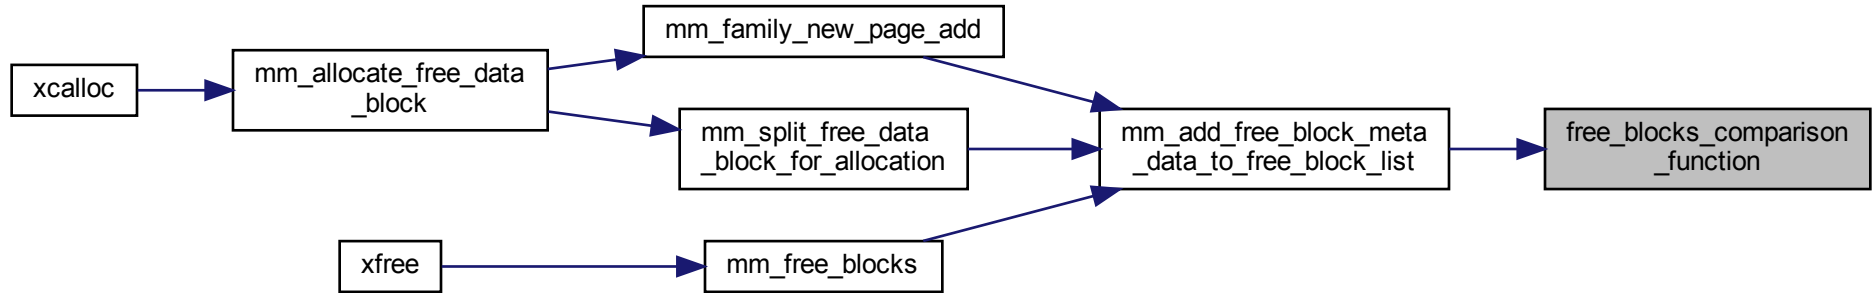 mm_family_new_page_add
xcalloc
mm_allocate_free_data
_block
mm_split_free_data
_block_for_allocation
mm_add_free_block_meta
_data_to_free_block_list
free_blocks_comparison
_function
xfree
mm_free_blocks